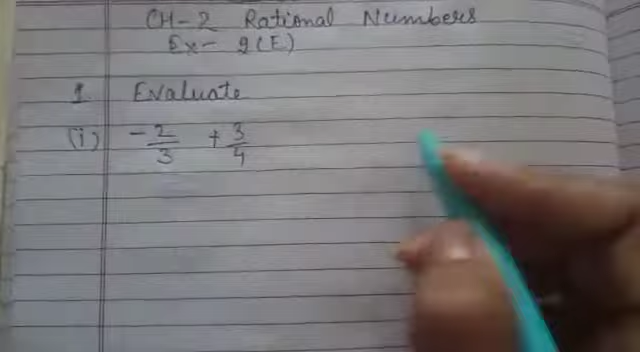 CH-2 Rational Numbers
Ex- 2(E)
1 Evaluate
(i) -2/3 + 3/4